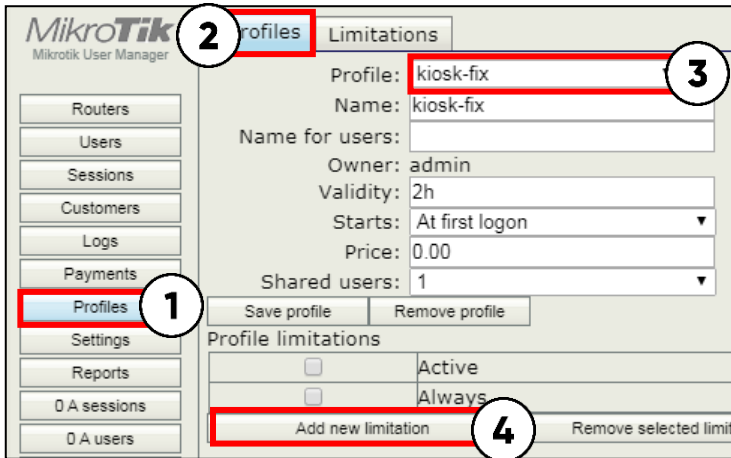 MikroTik
Mikrotik User Manager
Routers
Users
Sessions
Customers
Logs
Payments
Profiles
1
Settings
Reports
0 A sessions
0 A users
2
rofiles
Limitations
Profile: kiosk-fix
3
Name: kiosk-fix
Name for users:
Owner: admin
Validity: 2h
Starts: At first logon
Price: 0.00
Shared users: 1
Save profile
Remove profile
Profile limitations
Active
Always
Add new limitation
4
Remove selected limit